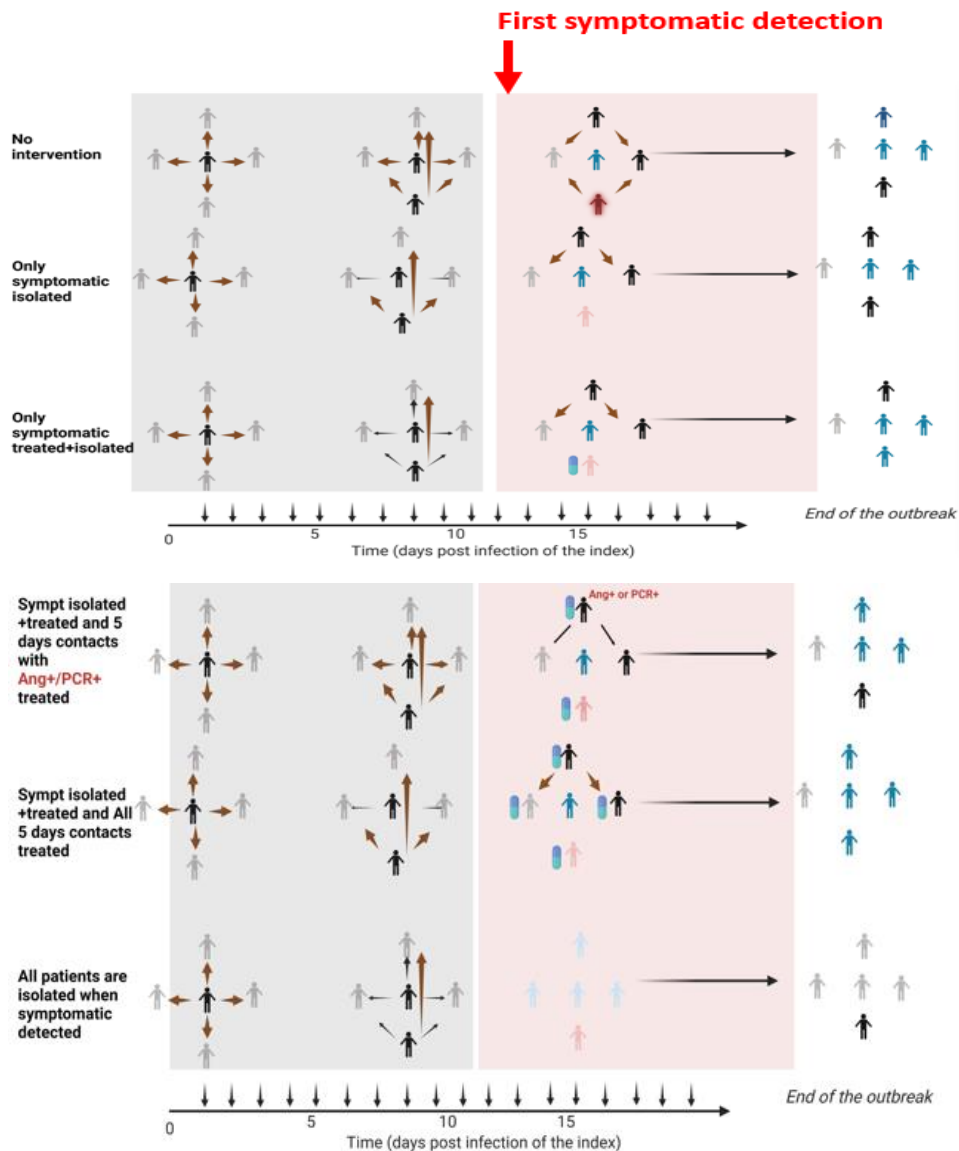 First symptomatic detection
No
intervention
Only
symptomatic
isolated
Only
symptomatic
treated+isolated
0
5
10
15
End of the outbreak
Time (days post infection of the index)
Sympt isolated
+treated and 5
days contacts
with
Ang+/PCR+
treated
Ang+ or PCR+
Sympt isolated
+treated and All
5 days contacts
treated
All patients are
isolated when
symptomatic
detected
0
5
10
15
End of the outbreak
Time (days post infection of the index)